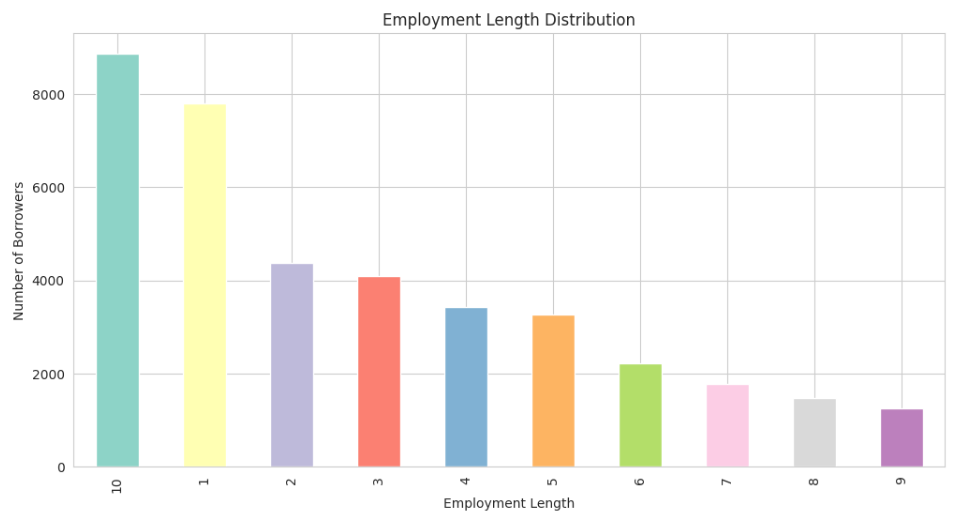 Employment Length Distribution
Number of Borrowers
8000
6000
4000
2000
0
10 1 2 3 4 5 6 7 8 9
Employment Length